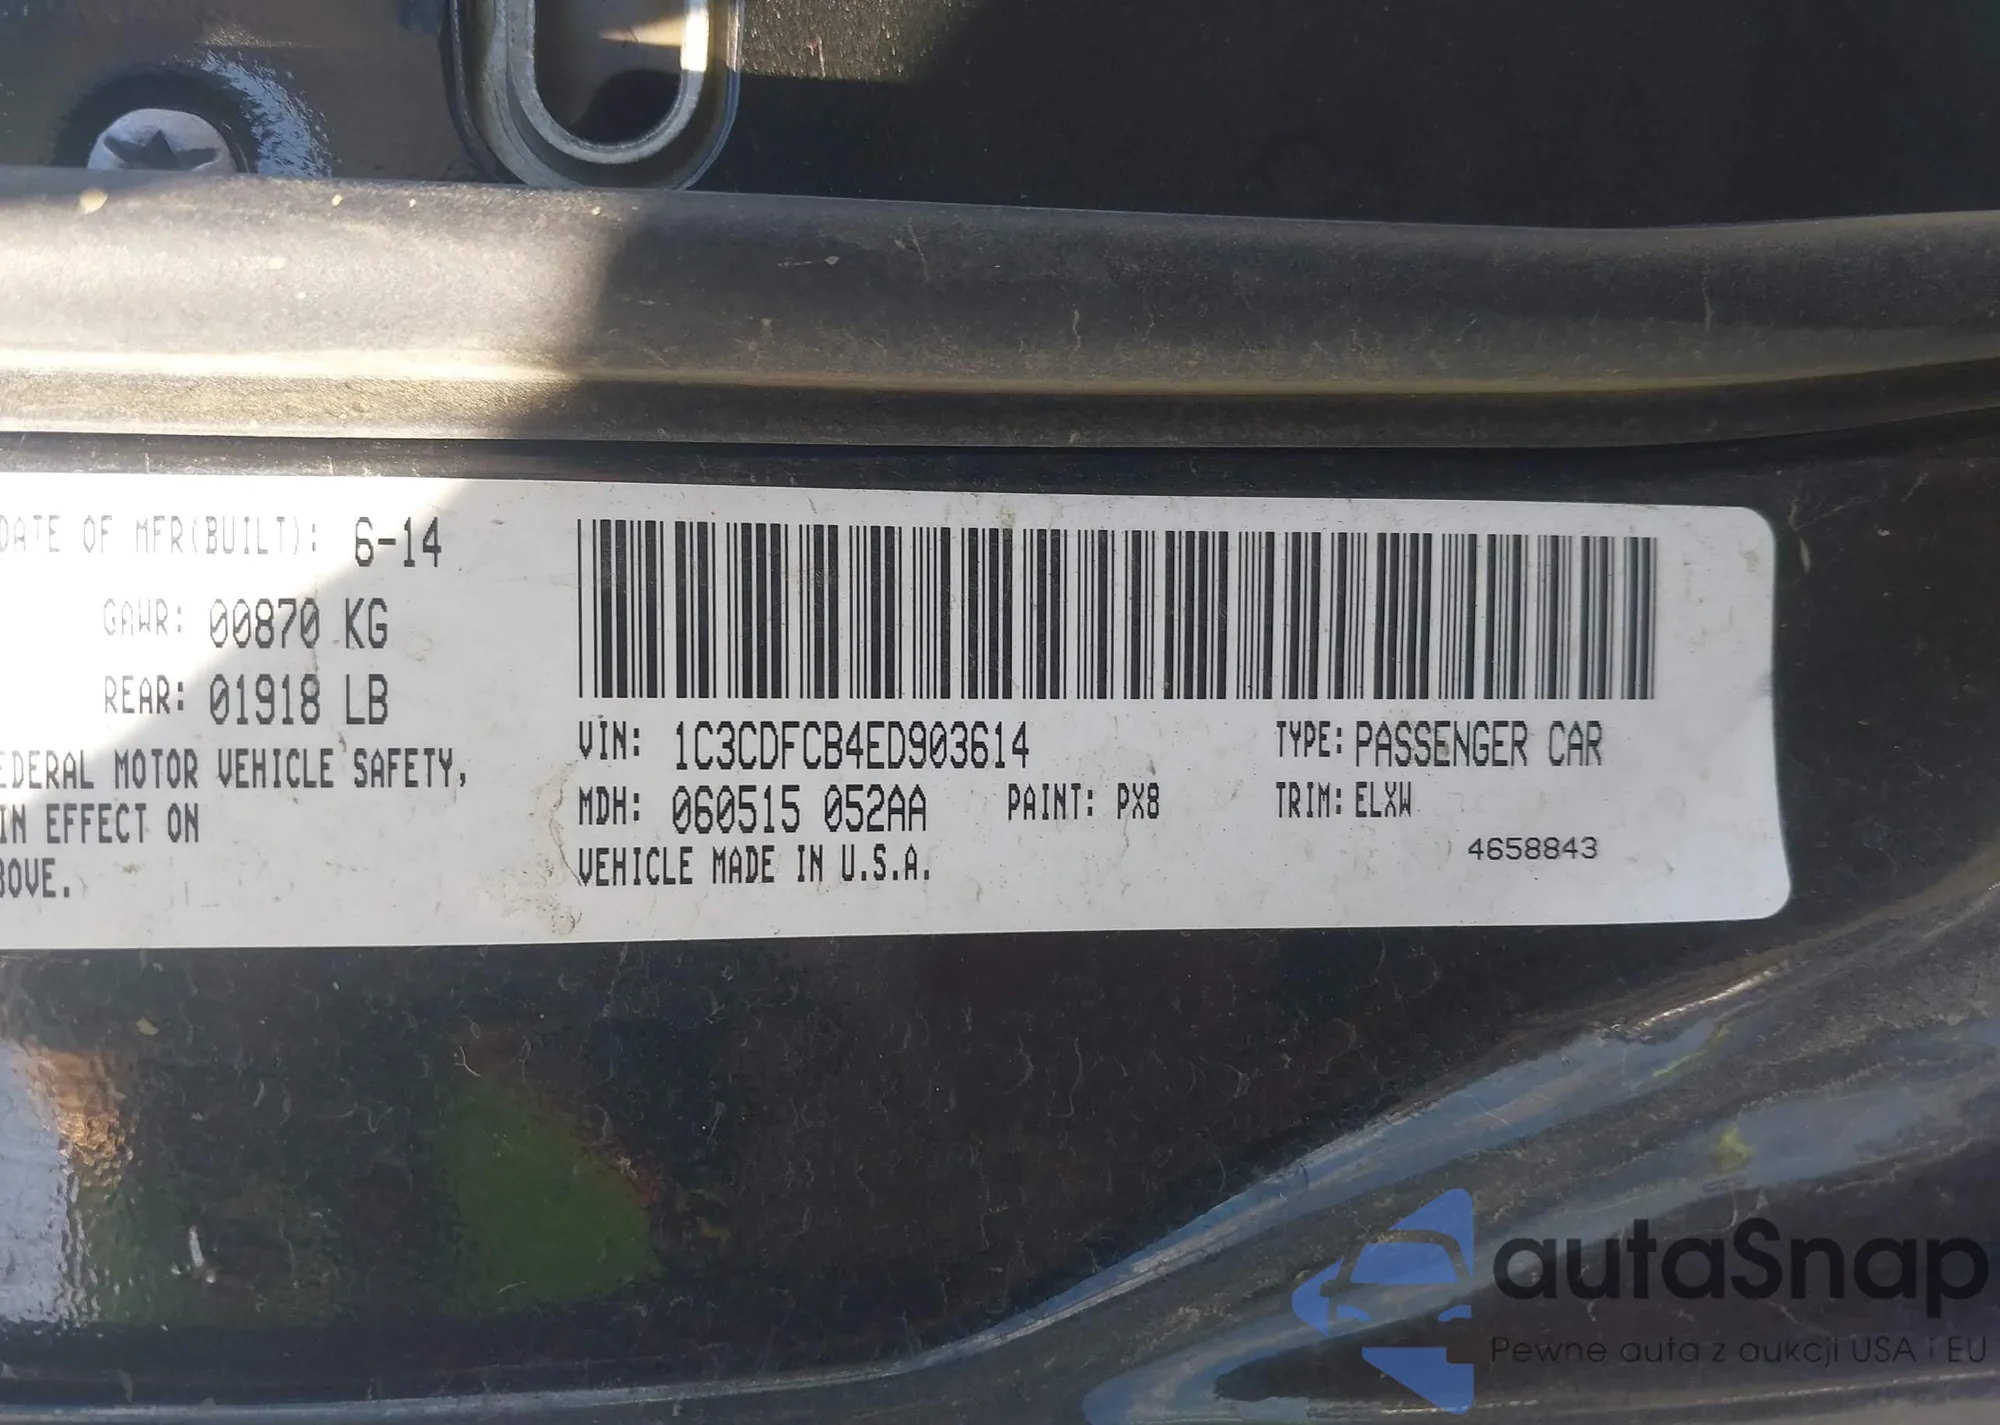 DATE OF MFR(BUILT): 6-14
GAWR: 00870 KG
REAR: 01918 LB
EDERAL MOTOR VEHICLE SAFETY,
IN EFFECT ON
BOVE.
VIN: 1C3CDFCB4ED903614
TYPE: PASSENGER CAR
MDH: 060515 052AA
PAINT: PX8
TRIM: ELXW
VEHICLE MADE IN U.S.A.
4658843
autaSnap
Pewne auta z aukcji USA i EU